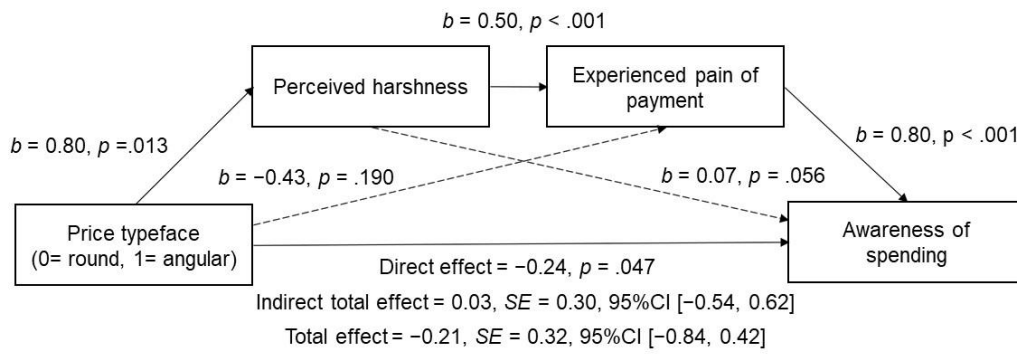 b = 0.50, p < .001
Perceived harshness
Experienced pain of
payment
b = 0.80, p =.013
b = 0.80, p < .001
b = −0.43, p = .190
b = 0.07, p = .056
Price typeface
(0= round, 1= angular)
Awareness of
spending
Direct effect = −0.24, p = .047
Indirect total effect = 0.03, SE = 0.30, 95%CI [−0.54, 0.62]
Total effect = −0.21, SE = 0.32, 95%CI [−0.84, 0.42]